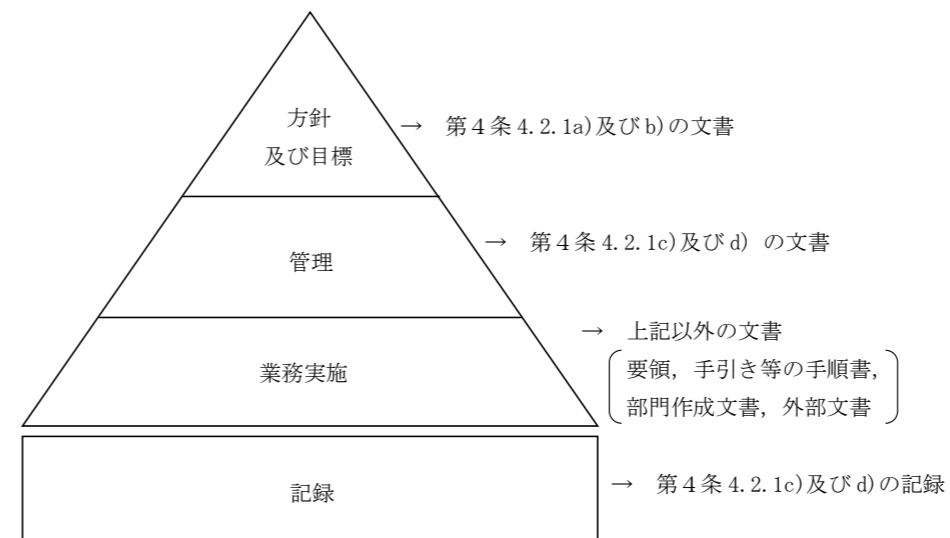 方針
及び目標
→ 第４条 4.2.1a)及び b)の文書
管理
→ 第４条 4.2.1c)及び d) の文書
業務実施
→ 上記以外の文書
要領，手引き等の手順書，
部門作成文書，外部文書
記録
→ 第４条 4.2.1c)及び d)の記録